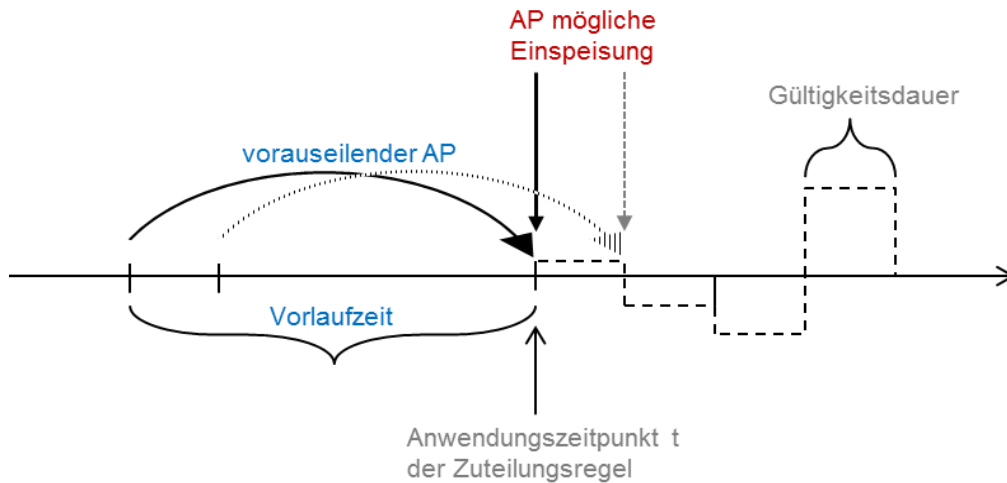 AP mögliche
Einspeisung
Gültigkeitsdauer
vorauseilender AP
Vorlaufzeit
Anwendungszeitpunkt t
der Zuteilungsregel